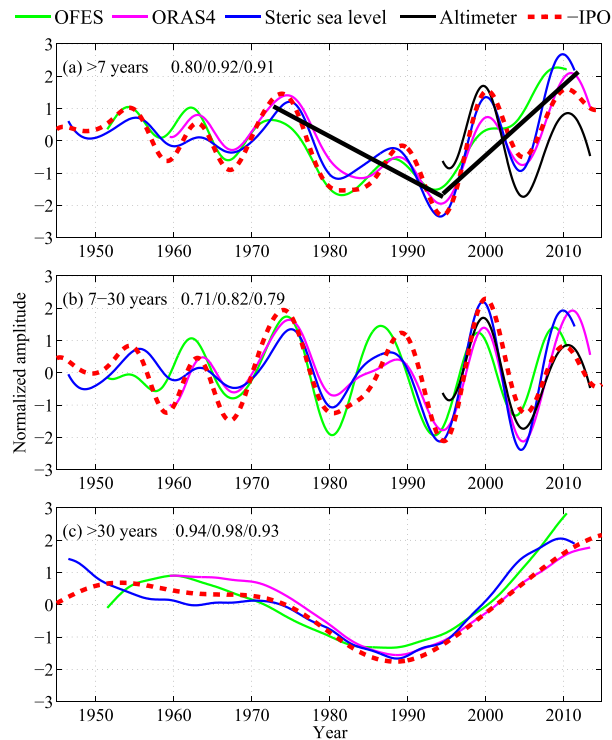 OFES ORAS4 Steric sea level Altimeter −IPO
(a) >7 years 0.80/0.92/0.91
3
2
1
0
−1
−2
−3
1950 1960 1970 1980 1990 2000 2010
Normalized amplitude
(b) 7−30 years 0.71/0.82/0.79
3
2
1
0
−1
−2
−3
1950 1960 1970 1980 1990 2000 2010
(c) >30 years 0.94/0.98/0.93
3
2
1
0
−1
−2
−3
1950 1960 1970 1980 1990 2000 2010
Year